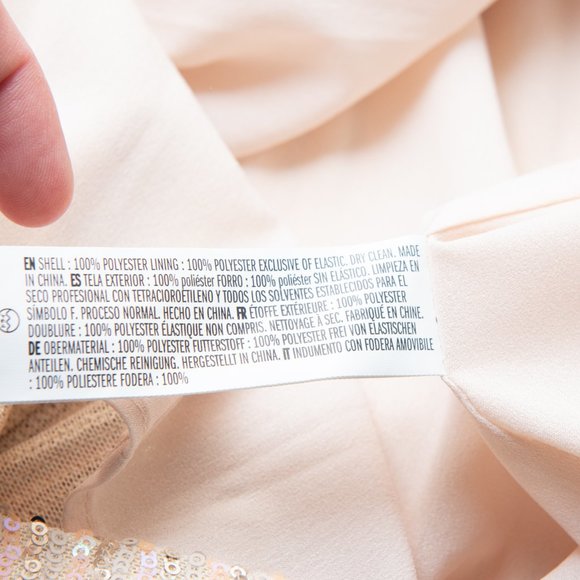 EN SHELL : 100% POLYESTER LINING : 100% POLYESTER EXCLUSIVE OF ELASTIC. DRY CLEAN. MADE
IN CHINA. ES TELA EXTERIOR : 100% poliéster FORRO : 100% poliéster SIN ELÁSTICO. LIMPIEZA EN
SECO PROFESIONAL CON TETRACIOROETILENO Y TODOS LOS SOLVENTES ESTABLECIDOS PARA EL
SÍMBOLO F. PROCESO NORMAL. HECHO EN CHINA. FR ÉTOFFE EXTÉRIEURE : 100% POLYESTER
DOUBLURE : 100% POLYESTER ÉLASTIQUE NON COMPRIS. NETTOYAGE À SEC. FABRIQUÉ EN CHINE.
DE OBERMATERIAL : 100% POLYESTER FUTTERSTOFF : 100% POLYESTER FREI VON ELASTISCHEN
ANTEILEN. CHEMISCHE REINIGUNG. HERGESTELLT IN CHINA. IT INDUMENTO CON FODERA AMOVIBILE
: 100% POLIESTERE FODERA : 100%